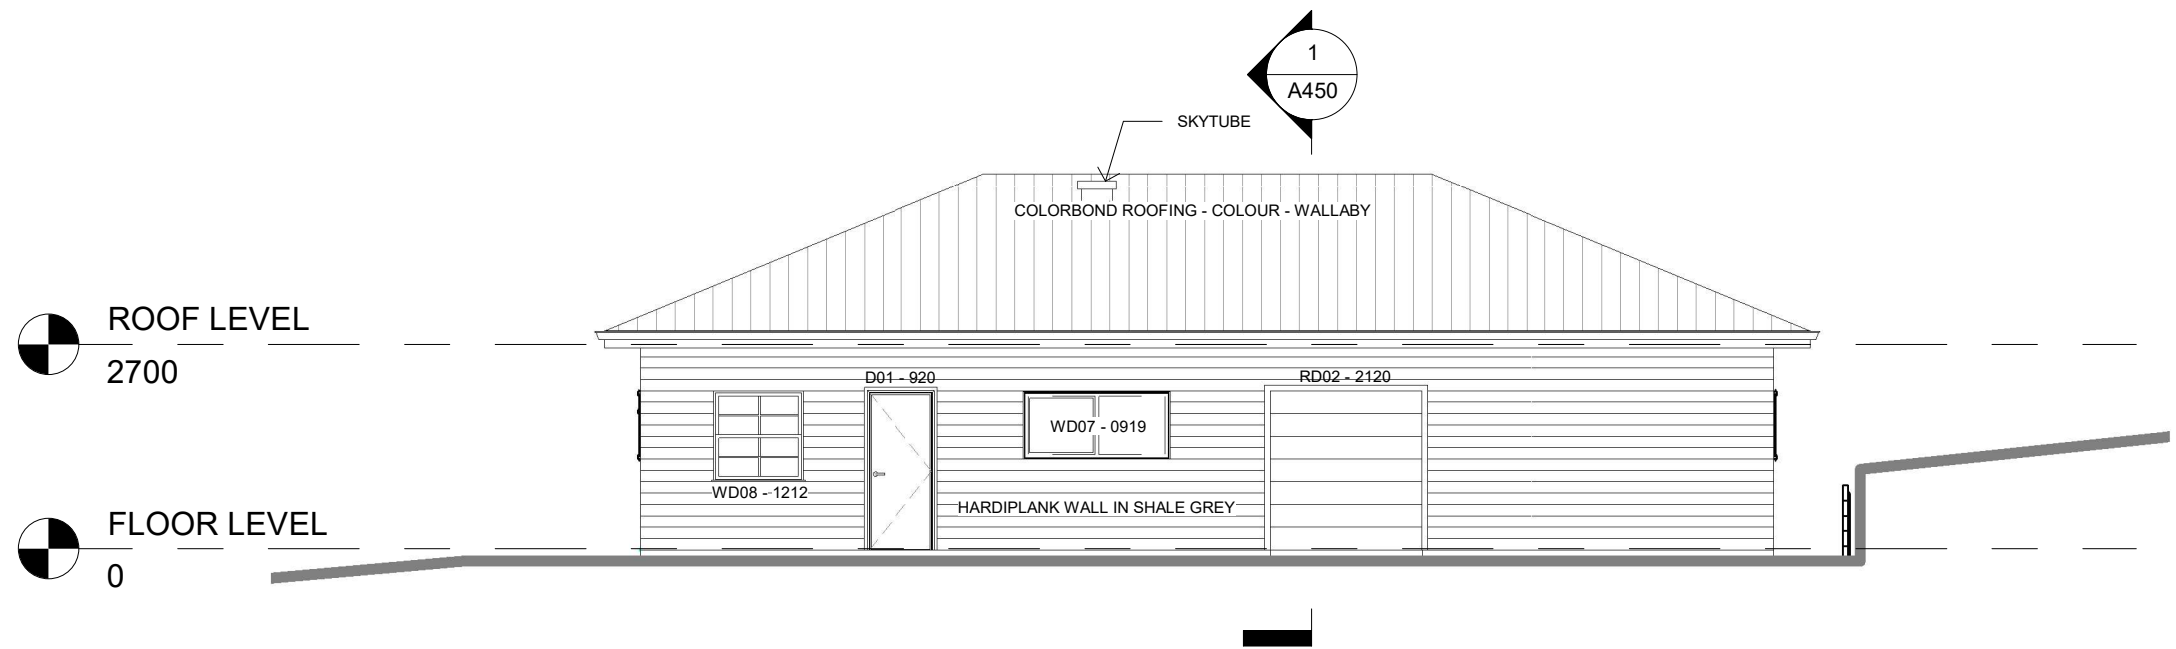 1
A450
SKYTUBE
COLORBOND ROOFING - COLOUR - WALLABY
ROOF LEVEL
2700
D01 - 920
RD02 - 2120
WD07 - 0919
WD08 - 1212
HARDIPLANK WALL IN SHALE GREY
FLOOR LEVEL
0